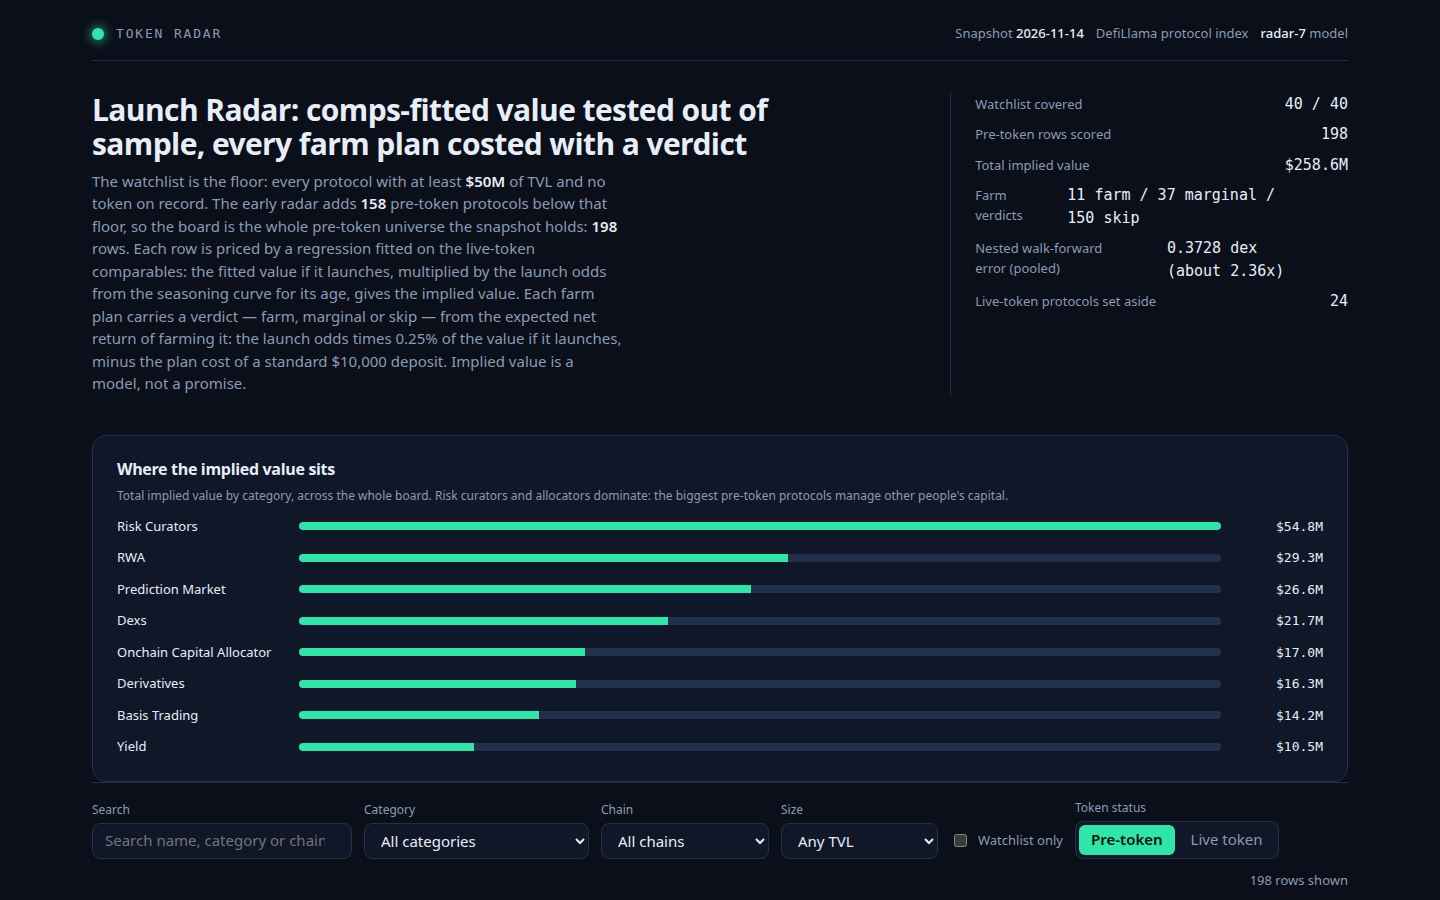 TOKEN RADAR
Snapshot 2026-11-14 DefiLlama protocol index radar-7 model
Launch Radar: comps-fitted value tested out of
sample, every farm plan costed with a verdict
The watchlist is the floor: every protocol with at least $50M of TVL and no
token on record. The early radar adds 158 pre-token protocols below that
floor, so the board is the whole pre-token universe the snapshot holds: 198
rows. Each row is priced by a regression fitted on the live-token
comparables: the fitted value if it launches, multiplied by the launch odds
from the seasoning curve for its age, gives the implied value. Each farm
plan carries a verdict — farm, marginal or skip — from the expected net
return of farming it: the launch odds times 0.25% of the value if it launches,
minus the plan cost of a standard $10,000 deposit. Implied value is a
model, not a promise.
Watchlist covered 40 / 40
Pre-token rows scored 198
Total implied value $258.6M
Farm verdicts 11 farm / 37 marginal / 150 skip
Nested walk-forward error (pooled) 0.3728 dex (about 2.36x)
Live-token protocols set aside 24
Where the implied value sits
Total implied value by category, across the whole board. Risk curators and allocators dominate: the biggest pre-token protocols manage other people's capital.
Risk Curators $54.8M
RWA $29.3M
Prediction Market $26.6M
Dexs $21.7M
Onchain Capital Allocator $17.0M
Derivatives $16.3M
Basis Trading $14.2M
Yield $10.5M
Search Category Chain Size Token status
Search name, category or chain All categories All chains Any TVL Watchlist only Pre-token Live token
198 rows shown